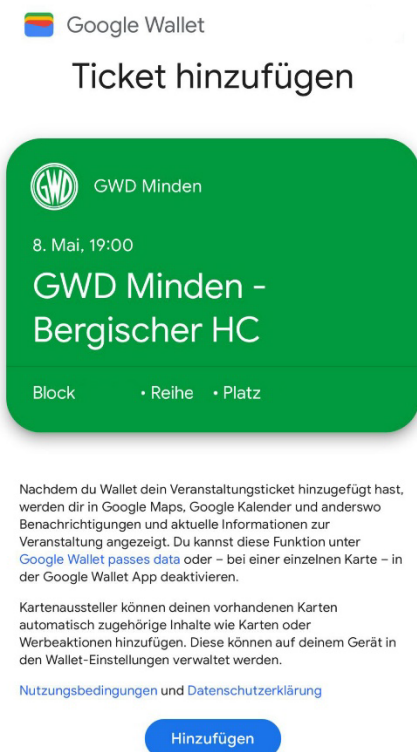 Google Wallet
Ticket hinzufügen
GWD GWD Minden
8. Mai, 19:00
GWD Minden -
Bergischer HC
Block • Reihe • Platz
Nachdem du Wallet dein Veranstaltungsticket hinzugefügt hast,
werden dir in Google Maps, Google Kalender und anderswo
Benachrichtigungen und aktuelle Informationen zur
Veranstaltung angezeigt. Du kannst diese Funktion unter
Google Wallet passes data oder – bei einer einzelnen Karte – in
der Google Wallet App deaktivieren.
Kartenaussteller können deinen vorhandenen Karten
automatisch zugehörige Inhalte wie Karten oder
Werbeaktionen hinzufügen. Diese können auf deinem Gerät in
den Wallet-Einstellungen verwaltet werden.
Nutzungsbedingungen und Datenschutzerklärung
Hinzufügen